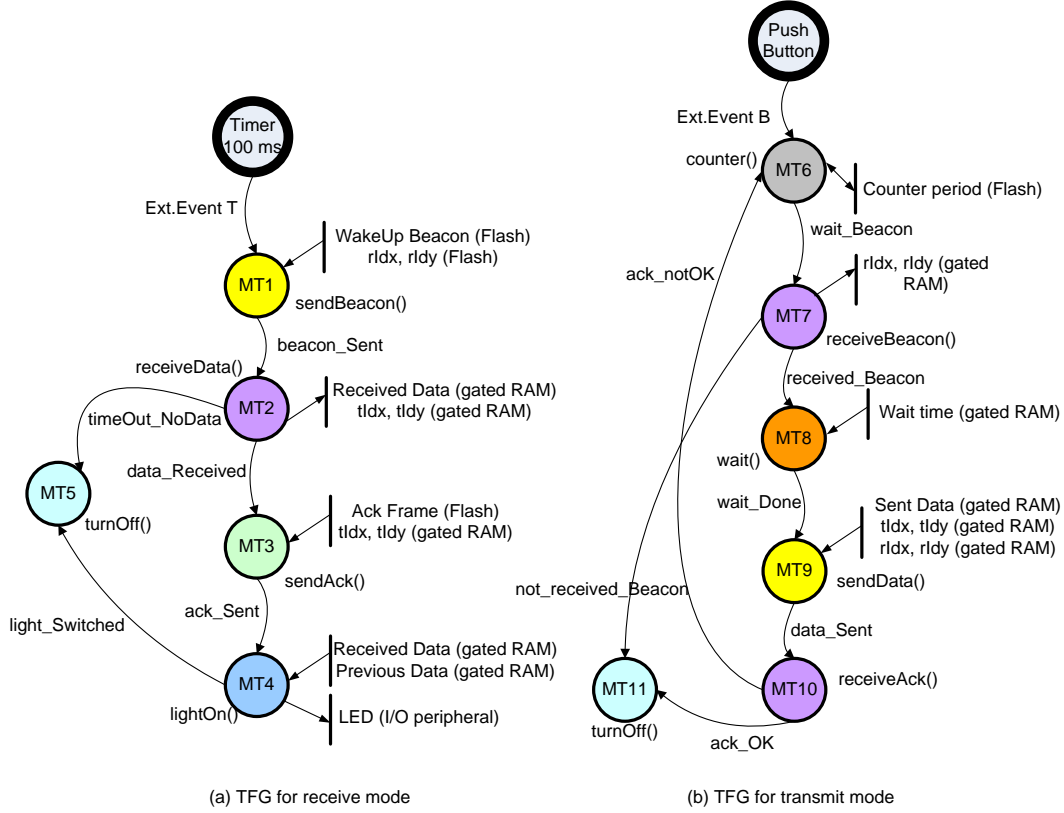 Timer
100 ms
Ext.Event T
WakeUp Beacon (Flash)
rIdx, rIdy (Flash)
MT1
sendBeacon()
beacon_Sent
receiveData()
MT2
Received Data (gated RAM)
tIdx, tIdy (gated RAM)
timeOut_NoData
data_Received
MT5
turnOff()
Ack Frame (Flash)
tIdx, tIdy (gated RAM)
MT3
sendAck()
ack_Sent
light_Switched
Received Data (gated RAM)
Previous Data (gated RAM)
MT4
lightOn()
LED (I/O peripheral)
(a) TFG for receive mode
Push
Button
Ext.Event B
counter()
MT6
Counter period (Flash)
wait_Beacon
ack_notOK
rIdx, rIdy (gated
RAM)
MT7
receiveBeacon()
received_Beacon
Wait time (gated RAM)
MT8
wait()
wait_Done
Sent Data (gated RAM)
tIdx, tIdy (gated RAM)
rIdx, rIdy (gated RAM)
MT9
sendData()
not_received_Beacon
data_Sent
MT11
MT10
receiveAck()
turnOff()
ack_OK
(b) TFG for transmit mode